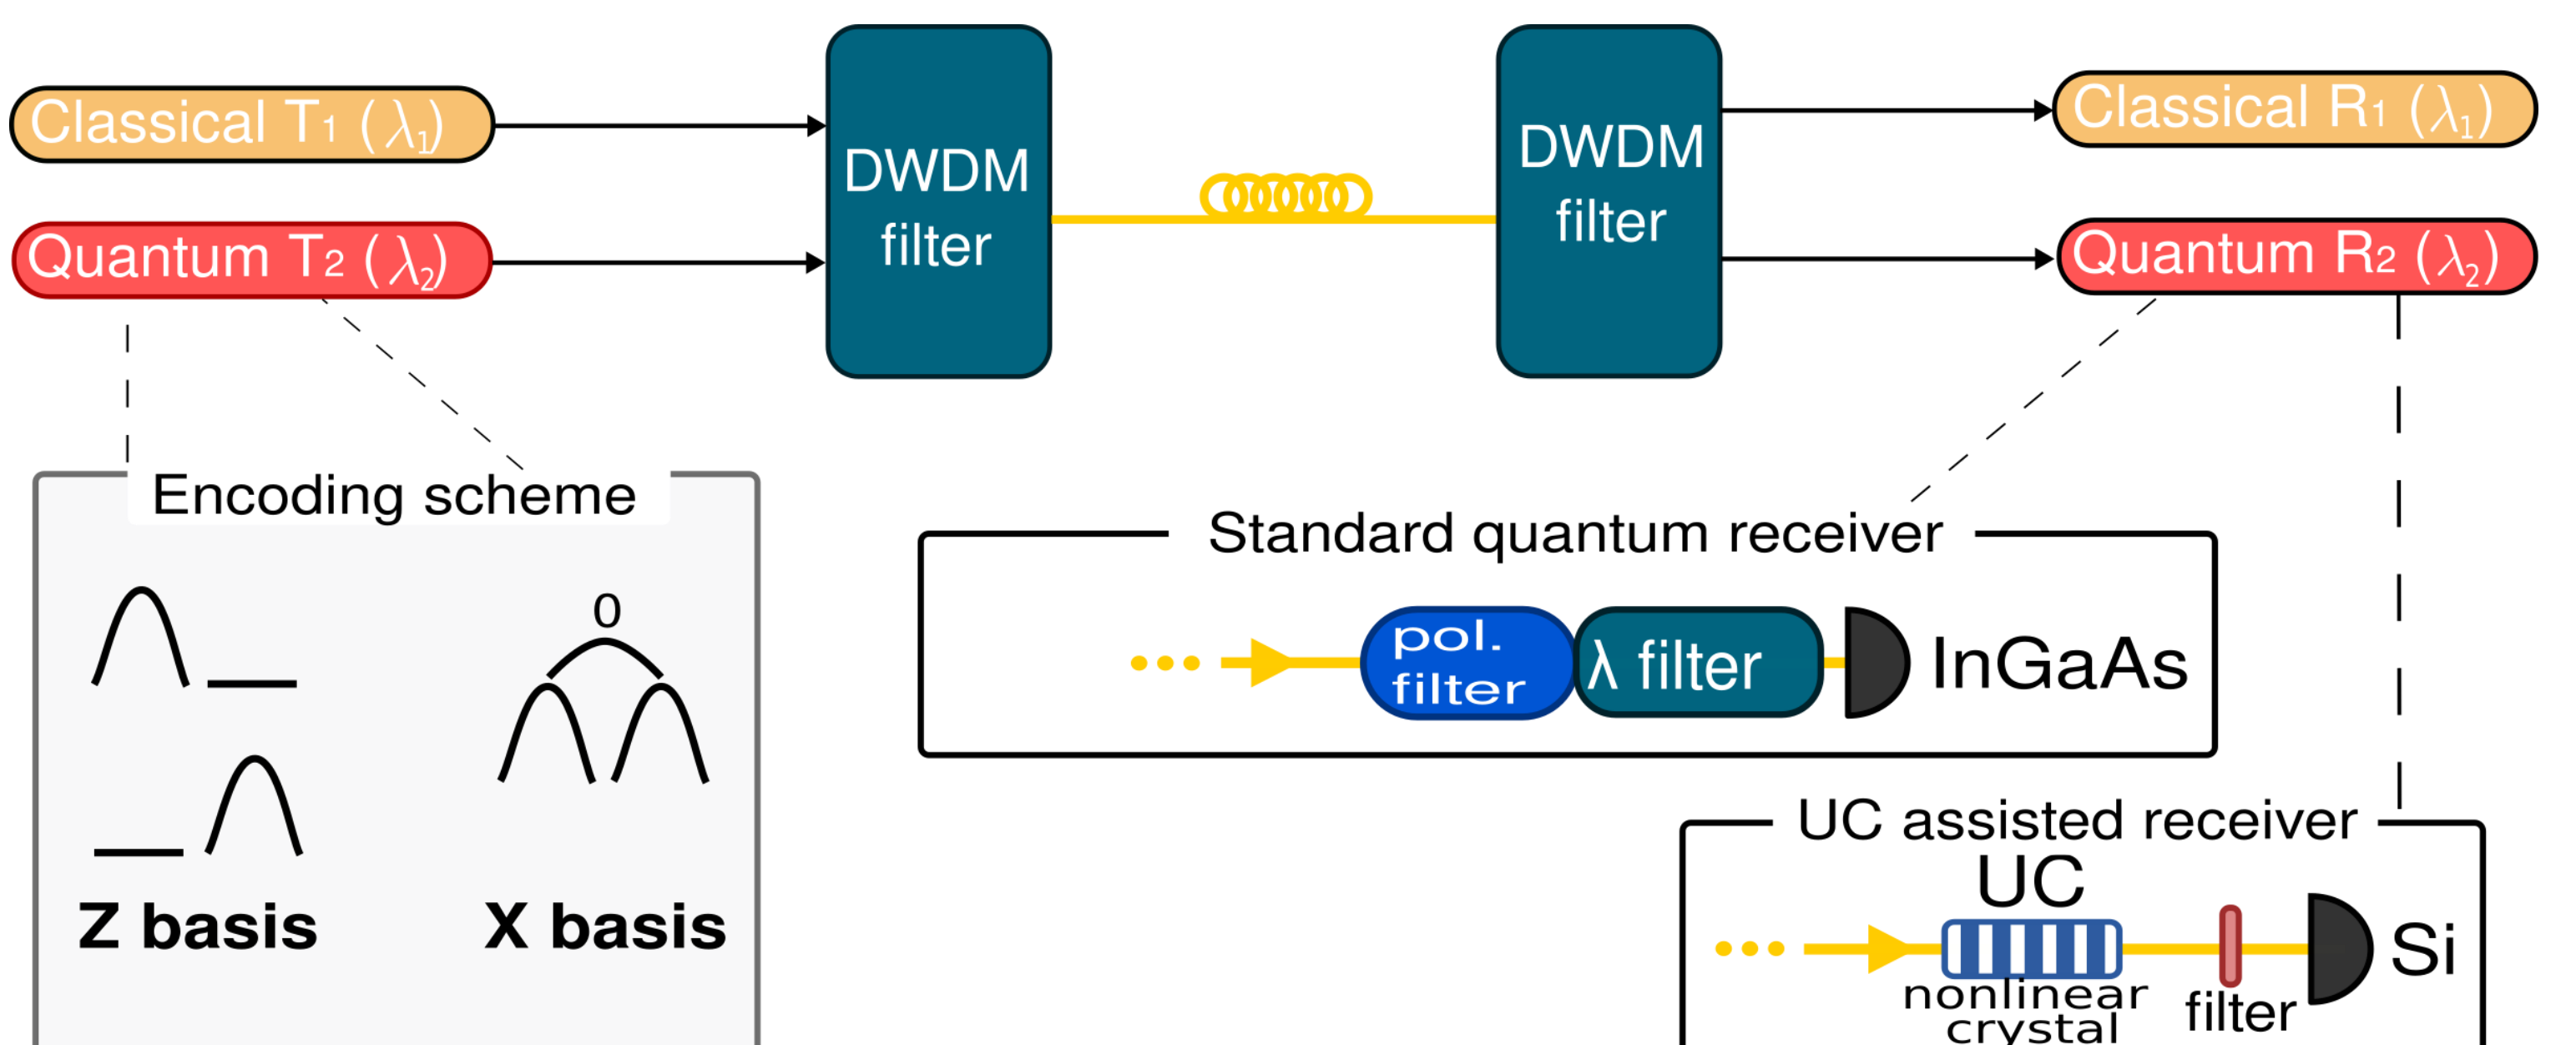 Classical T1 (λ1)
Quantum T2 (λ2)
DWDM
filter
DWDM
filter
Classical R1 (λ1)
Quantum R2 (λ2)
Encoding scheme
0
Z basis
X basis
Standard quantum receiver
pol.
filter
λ filter
InGaAs
UC assisted receiver
UC
nonlinear
crystal
filter
Si